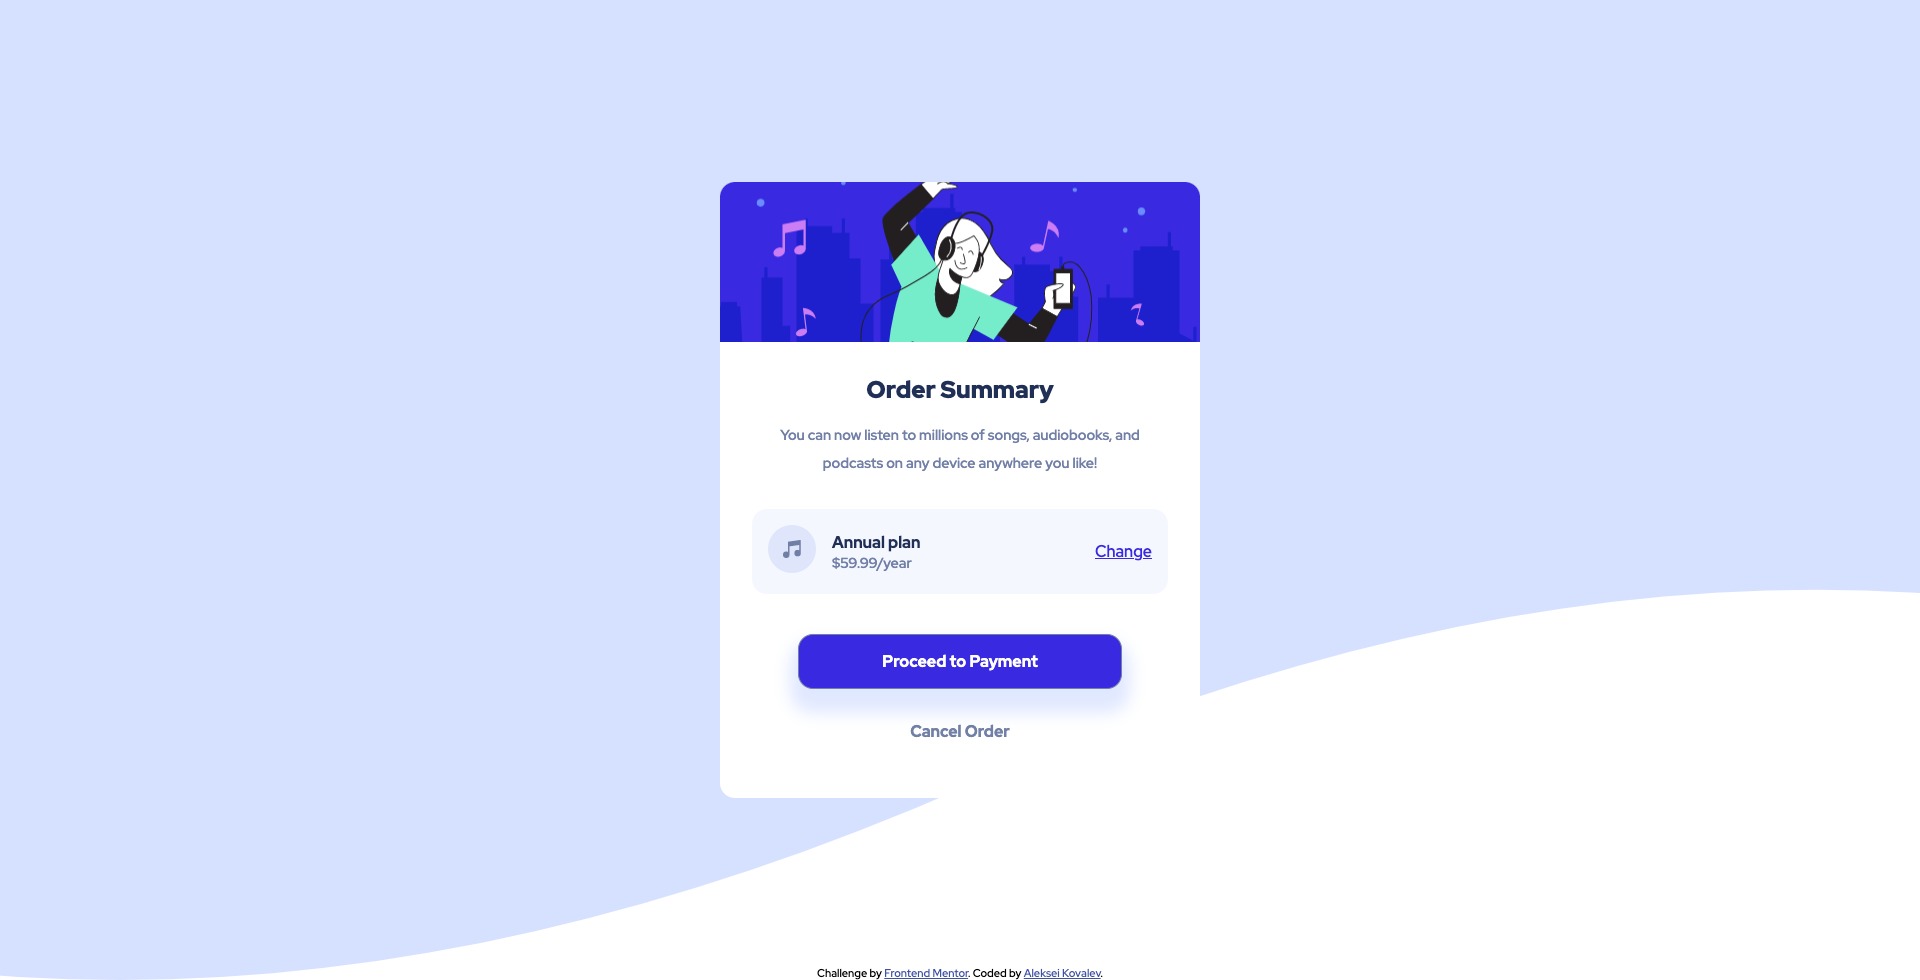 Order Summary
You can now listen to millions of songs, audiobooks, and
podcasts on any device anywhere you like!
Annual plan
$59.99/year
Change
Proceed to Payment
Cancel Order
Challenge by Frontend Mentor. Coded by Aleksei Kovalev.